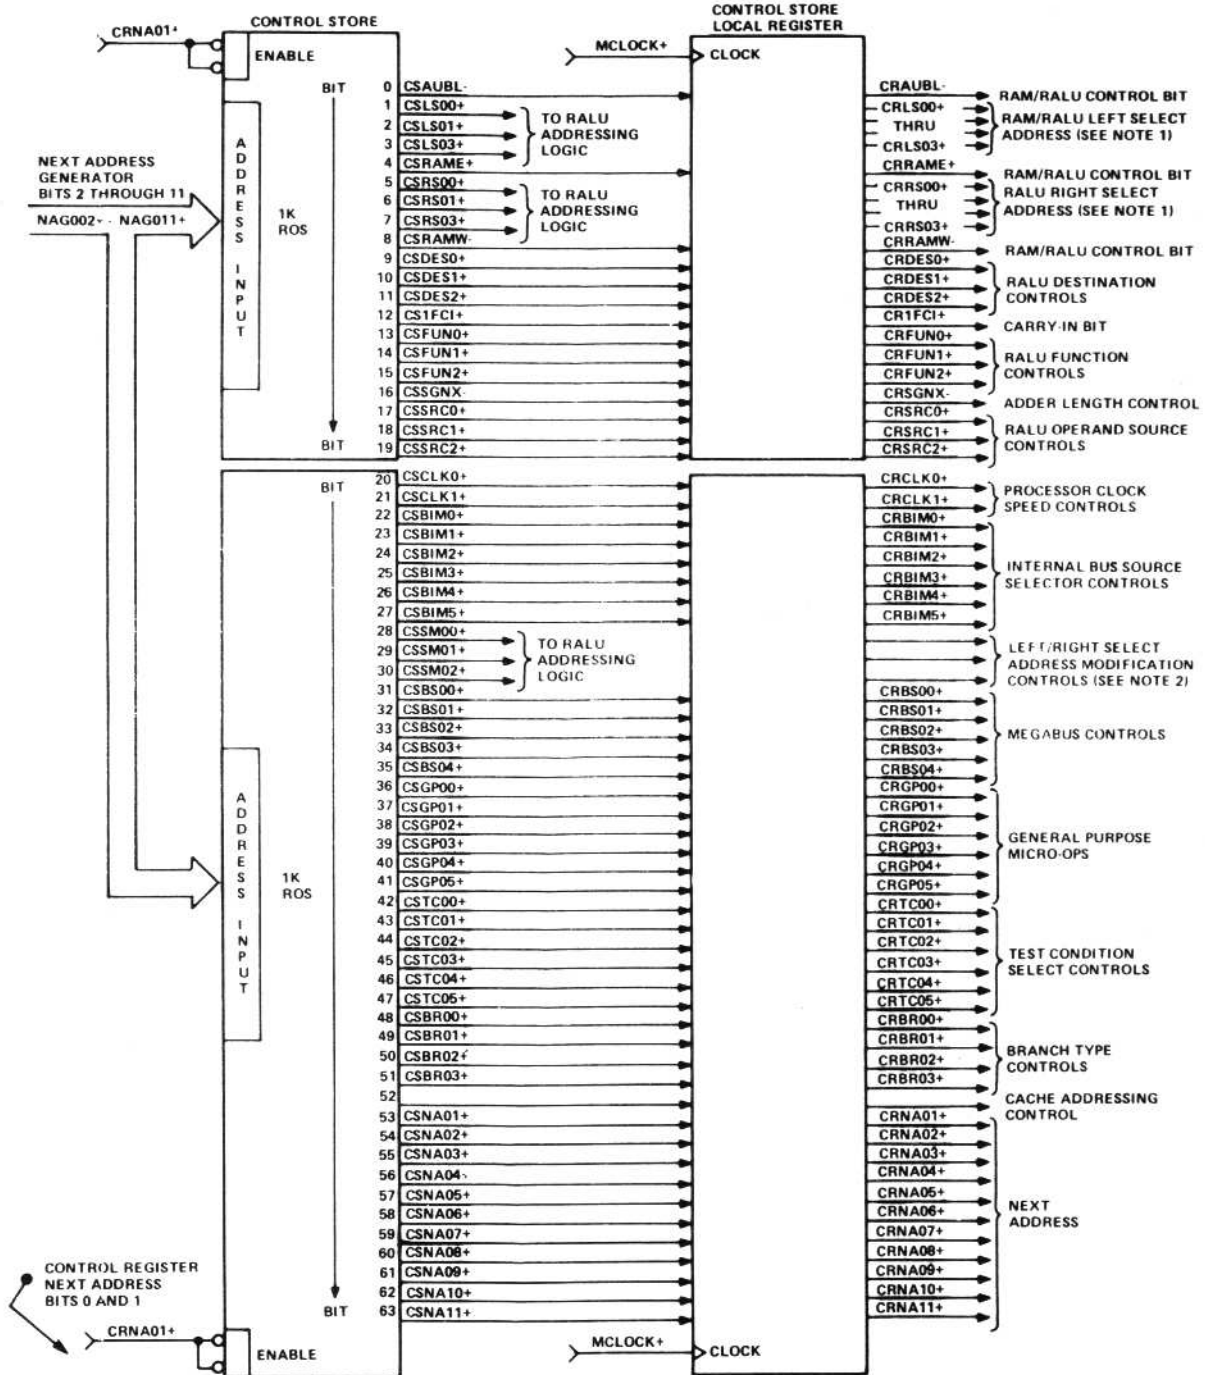 CONTROL STORE
CONTROL STORE
LOCAL REGISTER
CRNA01+
ENABLE
MCLOCK+
CLOCK
BIT
ADDRESS INPUT
1K
ROS
NEXT ADDRESS
GENERATOR
BITS 2 THROUGH 11
NAG002+ - NAG011+
0 CSAUBL-
1 CSLS00+
2 CSLS01+
3 CSLS03+
4 CSRAME+
5 CSRS00+
6 CSRS01+
7 CSRS03+
8 CSRAMW-
9 CSDES0+
10 CSDES1+
11 CSDES2+
12 CS1FCI+
13 CSFUN0+
14 CSFUN1+
15 CSFUN2+
16 CSSGNX-
17 CSSRC0+
18 CSSRC1+
19 CSSRC2+
BIT
TO RALU
ADDRESSING
LOGIC
TO RALU
ADDRESSING
LOGIC
CRAUBL-
RAM/RALU CONTROL BIT
CRLS00+
THRU
CRLS03+
RAM/RALU LEFT SELECT
ADDRESS (SEE NOTE 1)
CRRAME+
RAM/RALU CONTROL BIT
CRRS00+
THRU
CRRS03+
RALU RIGHT SELECT
ADDRESS (SEE NOTE 1)
CRRAMW-
RAM/RALU CONTROL BIT
CRDES0+
CRDES1+
CRDES2+
RALU DESTINATION
CONTROLS
CR1FCI+
CARRY-IN BIT
CRFUN0+
CRFUN1+
CRFUN2+
RALU FUNCTION
CONTROLS
CRSGNX-
ADDER LENGTH CONTROL
CRSRC0+
CRSRC1+
CRSRC2+
RALU OPERAND SOURCE
CONTROLS
BIT
20 CSCLK0+
21 CSCLK1+
22 CSBIM0+
23 CSBIM1+
24 CSBIM2+
25 CSBIM3+
26 CSBIM4+
27 CSBIM5+
28 CSSM00+
29 CSSM01+
30 CSSM02+
31 CSBS00+
32 CSBS01+
33 CSBS02+
34 CSBS03+
35 CSBS04+
36 CSGP00+
37 CSGP01+
38 CSGP02+
39 CSGP03+
40 CSGP04+
41 CSGP05+
42 CSTC00+
43 CSTC01+
44 CSTC02+
45 CSTC03+
46 CSTC04+
47 CSTC05+
48 CSBR00+
49 CSBR01+
50 CSBR02+
51 CSBR03+
52
53 CSNA01+
54 CSNA02+
55 CSNA03+
56 CSNA04-
57 CSNA05+
58 CSNA06+
59 CSNA07+
60 CSNA08+
61 CSNA09+
62 CSNA10+
63 CSNA11+
BIT
ADDRESS INPUT
1K
ROS
TO RALU
ADDRESSING
LOGIC
CRCLK0+
CRCLK1+
PROCESSOR CLOCK
SPEED CONTROLS
CRBIM0+
CRBIM1+
CRBIM2+
CRBIM3+
CRBIM4+
CRBIM5+
INTERNAL BUS SOURCE
SELECTOR CONTROLS
LEFT/RIGHT SELECT
ADDRESS MODIFICATION
CONTROLS (SEE NOTE 2)
CRBS00+
CRBS01+
CRBS02+
CRBS03+
CRBS04+
MEGABUS CONTROLS
CRGP00+
CRGP01+
CRGP02+
CRGP03+
CRGP04+
CRGP05+
GENERAL PURPOSE
MICRO-OPS
CRTC00+
CRTC01+
CRTC02+
CRTC03+
CRTC04+
CRTC05+
TEST CONDITION
SELECT CONTROLS
CRBR00+
CRBR01+
CRBR02+
CRBR03+
BRANCH TYPE
CONTROLS
CACHE ADDRESSING
CONTROL
CRNA01+
CRNA02+
CRNA03+
CRNA04+
CRNA05+
CRNA06+
CRNA07+
CRNA08+
CRNA09+
CRNA10+
CRNA11+
NEXT
ADDRESS
CONTROL REGISTER
NEXT ADDRESS
BITS 0 AND 1
CRNA01+
ENABLE
MCLOCK+
CLOCK